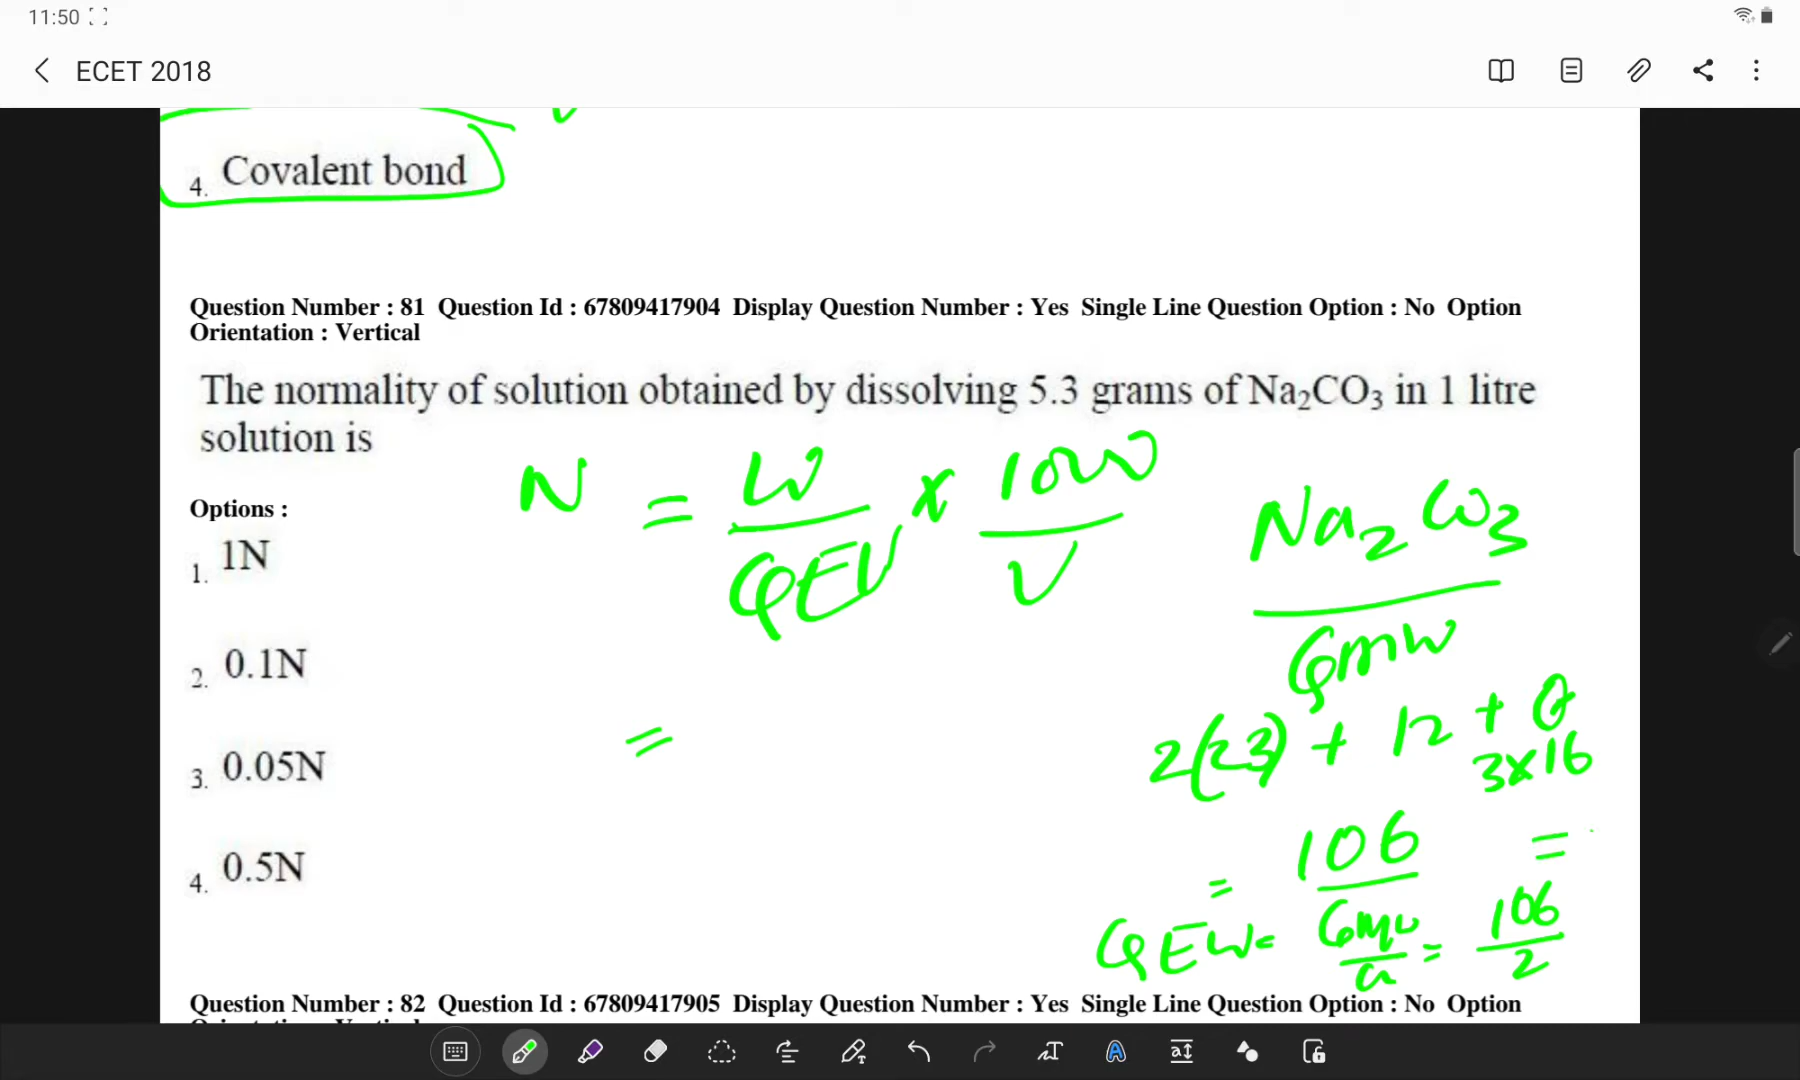 11:50
ECET 2018
4. Covalent bond
Question Number : 81 Question Id : 67809417904 Display Question Number : Yes Single Line Question Option : No Option
Orientation : Vertical
The normality of solution obtained by dissolving 5.3 grams of Na₂CO₃ in 1 litre
solution is
N = W / GEW × 1000 / V
Na₂CO₃
GMW
Options :
1. 1N
2. 0.1N
=
2(23) + 12 +
3×16
3. 0.05N
4. 0.5N
= 106 =
GEW = GMW / a = 106 / 2
Question Number : 82 Question Id : 67809417905 Display Question Number : Yes Single Line Question Option : No Option